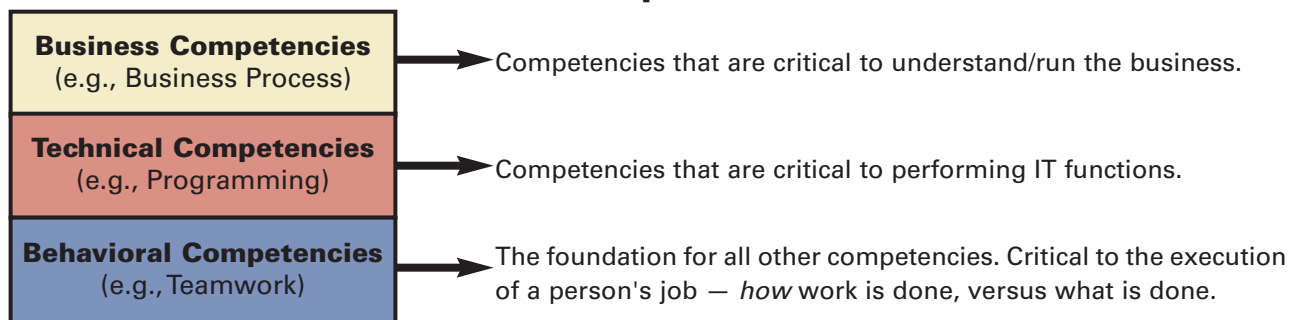 Business Competencies
(e.g., Business Process)
Competencies that are critical to understand/run the business.
Technical Competencies
(e.g., Programming)
Competencies that are critical to performing IT functions.
Behavioral Competencies
(e.g., Teamwork)
The foundation for all other competencies. Critical to the execution
of a person's job — how work is done, versus what is done.